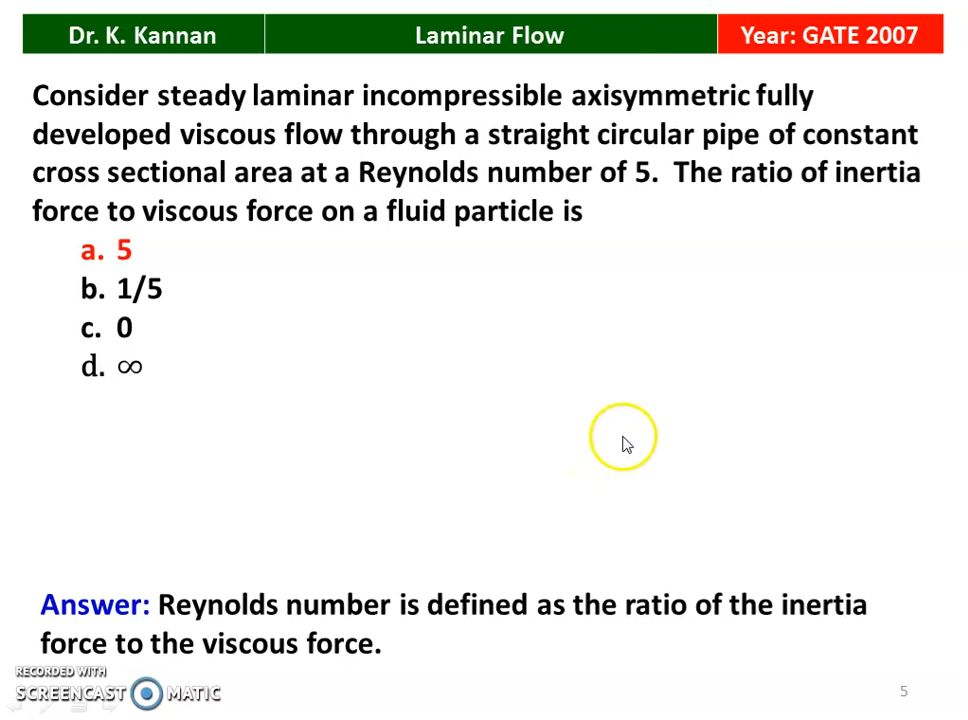 Dr. K. Kannan
Laminar Flow
Year: GATE 2007
Consider steady laminar incompressible axisymmetric fully
developed viscous flow through a straight circular pipe of constant
cross sectional area at a Reynolds number of 5. The ratio of inertia
force to viscous force on a fluid particle is
a. 5
b. 1/5
c. 0
d. ∞
Answer: Reynolds number is defined as the ratio of the inertia
force to the viscous force.
RECORDED WITH
SCREENCAST MATIC
5